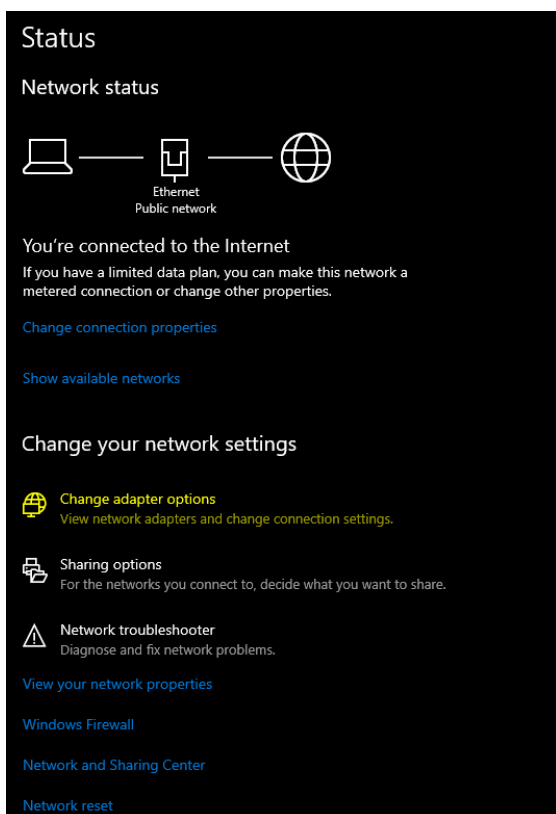 Status
Network status
Ethernet
Public network
You're connected to the Internet
If you have a limited data plan, you can make this network a
metered connection or change other properties.
Change connection properties
Show available networks
Change your network settings
Change adapter options
View network adapters and change connection settings.
Sharing options
For the networks you connect to, decide what you want to share.
Network troubleshooter
Diagnose and fix network problems.
View your network properties
Windows Firewall
Network and Sharing Center
Network reset